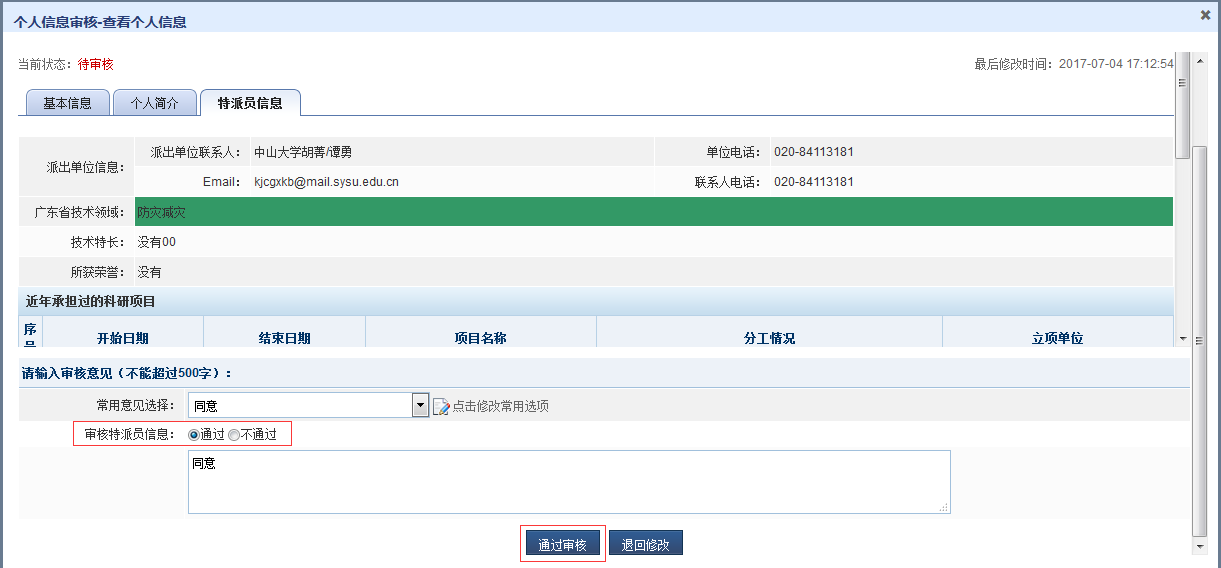 个人信息审核-查看个人信息
当前状态：待审核 最后修改时间：2017-07-04 17:12:54
基本信息 个人简介 特派员信息
派出单位信息： 派出单位联系人： 中山大学胡菁/谭勇 单位电话： 020-84113181
Email： kjcgxkb@mail.sysu.edu.cn 联系人电话： 020-84113181
广东省技术领域： 防灾减灾
技术特长： 没有00
所获荣誉： 没有
近年承担过的科研项目
序号 开始日期 结束日期 项目名称 分工情况 立项单位
请输入审核意见（不能超过500字）：
常用意见选择： 同意 点击修改常用选项
审核特派员信息： 通过 不通过
同意
通过审核 退回修改